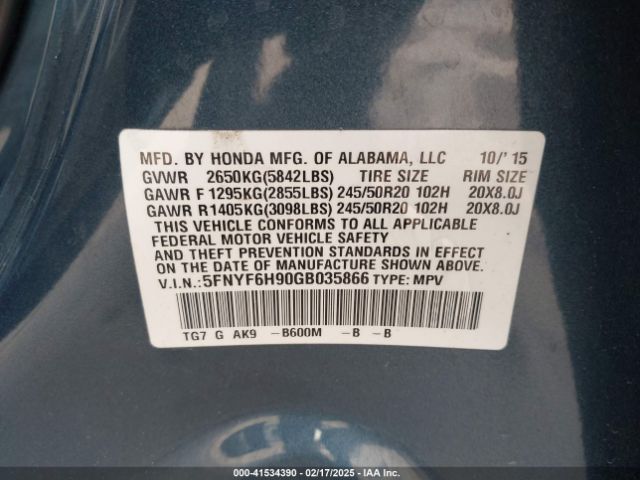 MFD. BY HONDA MFG. OF ALABAMA, LLC 10/'15
GVWR 2650KG(5842LBS) TIRE SIZE RIM SIZE
GAWR F 1295KG(2855LBS) 245/50R20 102H 20X8.0J
GAWR R1405KG(3098LBS) 245/50R20 102H 20X8.0J
THIS VEHICLE CONFORMS TO ALL APPLICABLE
FEDERAL MOTOR VEHICLE SAFETY
AND THEFT PREVENTION STANDARDS IN EFFECT
ON THE DATE OF MANUFACTURE SHOWN ABOVE.
V.I.N.:5FNYF6H90GB035866 TYPE: MPV
TG7 G AK9 -B600M -B -B
000-41534390 - 02/17/2025 - IAA Inc.